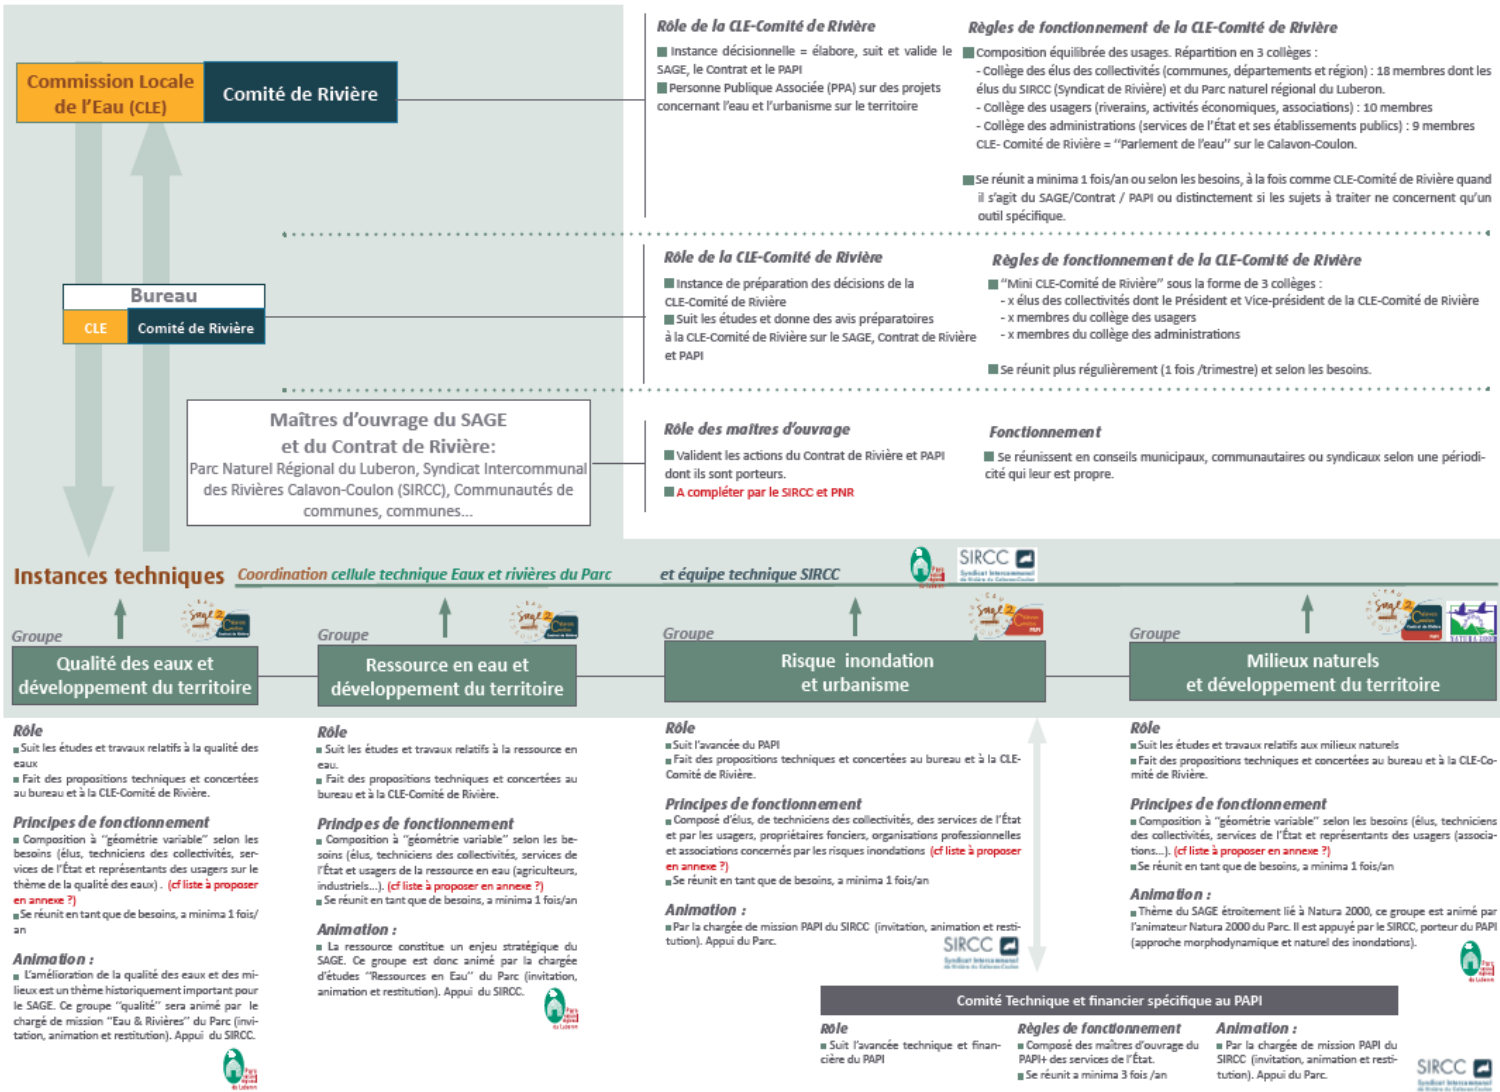 Commission Locale
de l'Eau (CLE)
Comité de Rivière
Rôle de la CLE-Comité de Rivière
Instance décisionnelle = élabore, suit et valide le
SAGE, le Contrat et le PAPI
Personne Publique Associée (PPA) sur des projets
concernant l'eau et l'urbanisme sur le territoire
Règles de fonctionnement de la CLE-Comité de Rivière
Composition équilibrée des usages. Répartition en 3 collèges :
- Collège des élus des collectivités (communes, départements et région) : 18 membres dont les
élus du SIRCC (Syndicat de Rivière) et du Parc naturel régional du Luberon.
- Collège des usagers (riverains, activités économiques, associations) : 10 membres
- Collège des administrations (services de l'État et ses établissements publics) : 9 membres
CLE- Comité de Rivière = "Parlement de l'eau" sur le Calavon-Coulon.
Se réunit a minima 1 fois/an ou selon les besoins, à la fois comme CLE-Comité de Rivière quand
il s'agit du SAGE/Contrat / PAPI ou distinctement si les sujets à traiter ne concernent qu'un
outil spécifique.
Bureau
CLE
Comité de Rivière
Rôle de la CLE-Comité de Rivière
Instance de préparation des décisions de la
CLE-Comité de Rivière
Suit les études et donne des avis préparatoires
à la CLE-Comité de Rivière sur le SAGE, Contrat de Rivière
et PAPI
Règles de fonctionnement de la CLE-Comité de Rivière
"Mini CLE-Comité de Rivière" sous la forme de 3 collèges :
- x élus des collectivités dont le Président et Vice-président de la CLE-Comité de Rivière
- x membres du collège des usagers
- x membres du collège des administrations
Se réunit plus régulièrement (1 fois /trimestre) et selon les besoins.
Maîtres d'ouvrage du SAGE
et du Contrat de Rivière:
Parc Naturel Régional du Luberon, Syndicat Intercommunal
des Rivières Calavon-Coulon (SIRCC), Communautés de
communes, communes...
Rôle des maîtres d'ouvrage
Valident les actions du Contrat de Rivière et PAPI
dont ils sont porteurs.
A compléter par le SIRCC et PNR
Fonctionnement
Se réunissent en conseils municipaux, communautaires ou syndicaux selon une périodi-
cité qui leur est propre.
Instances techniques
Coordination cellule technique Eaux et rivières du Parc et équipe technique SIRCC
SIRCC
Syndicat Intercommunal
de Rivière du Calavon-Coulon
Groupe
Qualité des eaux et
développement du territoire
Rôle
Suit les études et travaux relatifs à la qualité des
eaux
Fait des propositions techniques et concertées
au bureau et à la CLE-Comité de Rivière.
Principes de fonctionnement
Composition à "géométrie variable" selon les
besoins (élus, techniciens des collectivités, ser-
vices de l'État et représentants des usagers sur le
thème de la qualité des eaux) . (cf liste à proposer
en annexe ?)
Se réunit en tant que de besoins, a minima 1 fois/
an
Animation :
L'amélioration de la qualité des eaux et des mi-
lieux est un thème historiquement important pour
le SAGE. Ce groupe "qualité" sera animé par le
chargé de mission "Eau & Rivières" du Parc (invi-
tation, animation et restitution). Appui du SIRCC.
Groupe
Ressource en eau et
développement du territoire
Rôle
Suit les études et travaux relatifs à la ressource en
eau.
Fait des propositions techniques et concertées au
bureau et à la CLE-Comité de Rivière.
Principes de fonctionnement
Composition à "géométrie variable" selon les be-
soins (élus, techniciens des collectivités, services de
l'État et usagers de la ressource en eau (agriculteurs,
industriels...). (cf liste à proposer en annexe ?)
Se réunit en tant que de besoins, a minima 1 fois/an
Animation :
La ressource constitue un enjeu stratégique du
SAGE. Ce groupe est donc animé par la chargée
d'études "Ressources en Eau" du Parc (invitation,
animation et restitution). Appui du SIRCC.
Groupe
Risque inondation
et urbanisme
Rôle
Suit l'avancée du PAPI
Fait des propositions techniques et concertées au bureau et à la CLE-
Comité de Rivière.
Principes de fonctionnement
Composé d'élus, de techniciens des collectivités, des services de l'État
et par les usagers, propriétaires fonciers, organisations professionnelles
et associations concernés par les risques inondations (cf liste à proposer
en annexe ?)
Se réunit en tant que de besoins, a minima 1 fois/an
Animation :
Par la chargée de mission PAPI du SIRCC (invitation, animation et resti-
tution). Appui du Parc.
SIRCC
Groupe
Milieux naturels
et développement du territoire
Rôle
Suit les études et travaux relatifs aux milieux naturels
Fait des propositions techniques et concertées au bureau et à la CLE-Co-
mité de Rivière.
Principes de fonctionnement
Composition à "géométrie variable" selon les besoins (élus, techniciens
des collectivités, services de l'État et représentants des usagers (associa-
tions...). (cf liste à proposer en annexe ?)
Se réunit en tant que de besoins, a minima 1 fois/an
Animation :
Thème du SAGE étroitement lié à Natura 2000, ce groupe est animé par
l'animateur Natura 2000 du Parc. Il est appuyé par le SIRCC, porteur du PAPI
(approche morphodynamique et naturel des inondations).
Comité Technique et financier spécifique au PAPI
Rôle
Suit l'avancée technique et finan-
cière du PAPI
Règles de fonctionnement
Composé des maîtres d'ouvrage du
PAPI+ des services de l'État.
Se réunit a minima 3 fois /an
Animation :
Par la chargée de mission PAPI du
SIRCC (invitation, animation et resti-
tution). Appui du Parc.
SIRCC